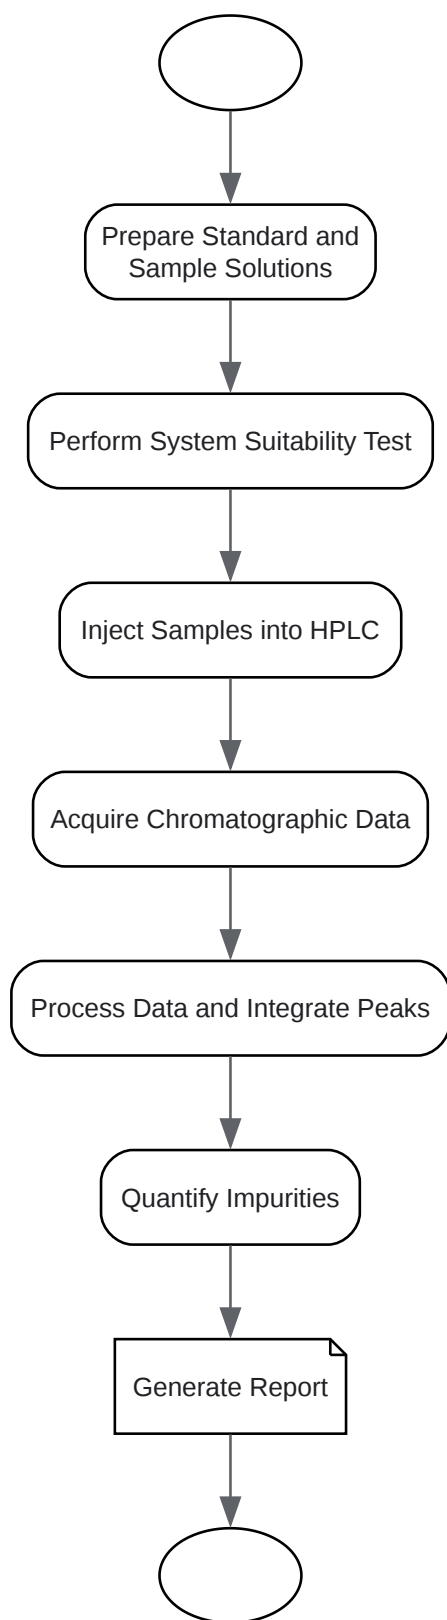 Prepare Standard and
Sample Solutions
Perform System Suitability Test
Inject Samples into HPLC
Acquire Chromatographic Data
Process Data and Integrate Peaks
Quantify Impurities
Generate Report